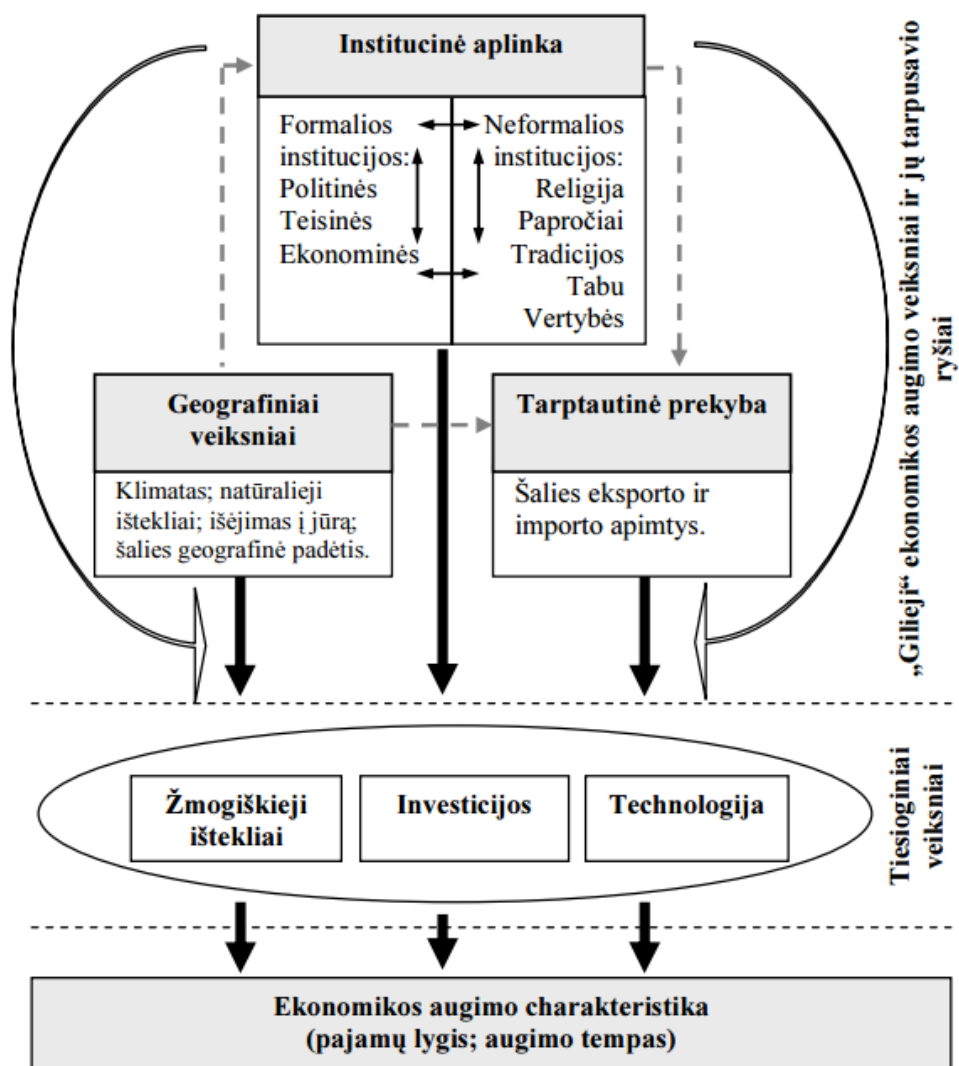 Institucinė aplinka
Formalios
institucijos:
Politinės
Teisinės
Ekonominės
Neformalios
institucijos:
Religija
Papročiai
Tradicijos
Tabu
Vertybės
Geografiniai
veiksniai
Klimatas; natūralieji
ištekliai; išėjimas į jūrą;
šalies geografinė padėtis.
Tarptautinė prekyba
Šalies eksporto ir
importo apimtys.
„Gilieji“ ekonomikos augimo veiksniai ir jų tarpusavio
ryšiai
Žmogiškieji
ištekliai
Investicijos
Technologija
Tiesioginiai
veiksniai
Ekonomikos augimo charakteristika
(pajamų lygis; augimo tempas)